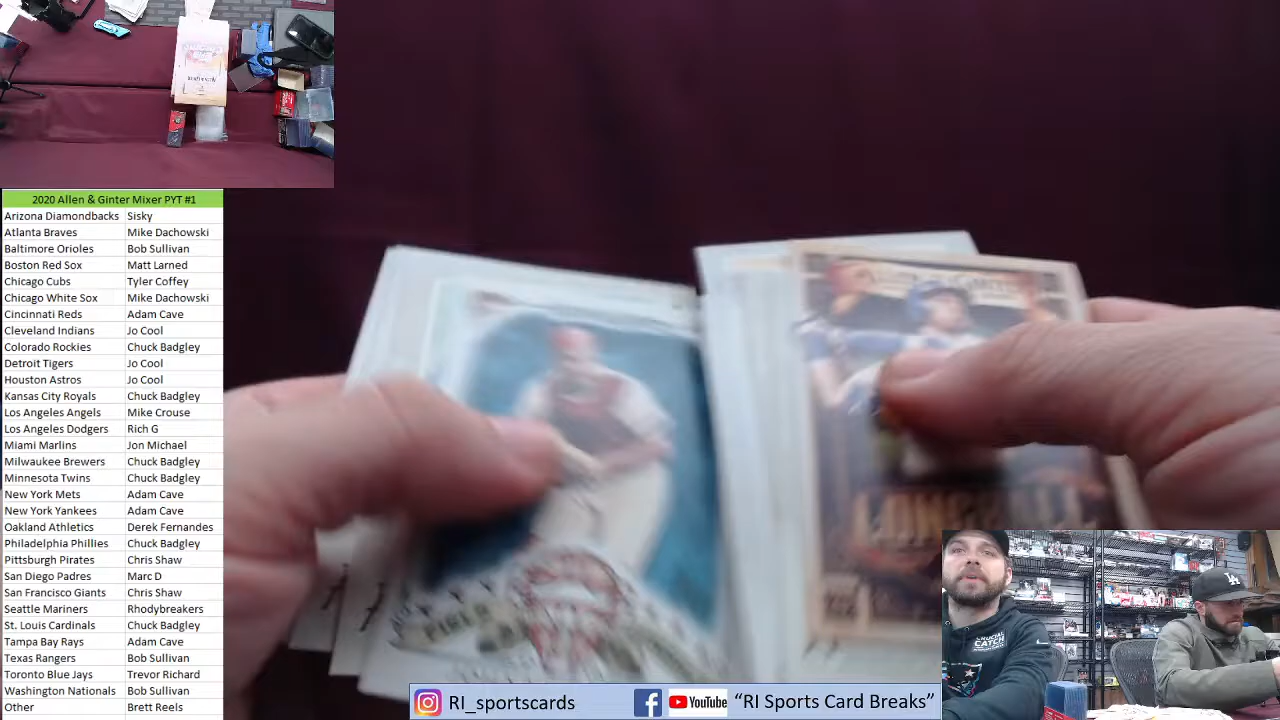 2020 Allen & Ginter Mixer PYT #1
Arizona Diamondbacks Sisky
Atlanta Braves Mike Dachowski
Baltimore Orioles Bob Sullivan
Boston Red Sox Matt Larned
Chicago Cubs Tyler Coffey
Chicago White Sox Mike Dachowski
Cincinnati Reds Adam Cave
Cleveland Indians Jo Cool
Colorado Rockies Chuck Badgley
Detroit Tigers Jo Cool
Houston Astros Jo Cool
Kansas City Royals Chuck Badgley
Los Angeles Angels Mike Crouse
Los Angeles Dodgers Rich G
Miami Marlins Jon Michael
Milwaukee Brewers Chuck Badgley
Minnesota Twins Chuck Badgley
New York Mets Adam Cave
New York Yankees Adam Cave
Oakland Athletics Derek Fernandes
Philadelphia Phillies Chuck Badgley
Pittsburgh Pirates Chris Shaw
San Diego Padres Marc D
San Francisco Giants Chris Shaw
Seattle Mariners Rhodybreakers
St. Louis Cardinals Chuck Badgley
Tampa Bay Rays Adam Cave
Texas Rangers Bob Sullivan
Toronto Blue Jays Trevor Richard
Washington Nationals Bob Sullivan
Other Brett Reels
LA
RI_sportscards
YouTube "RI Sports Card Breaks"